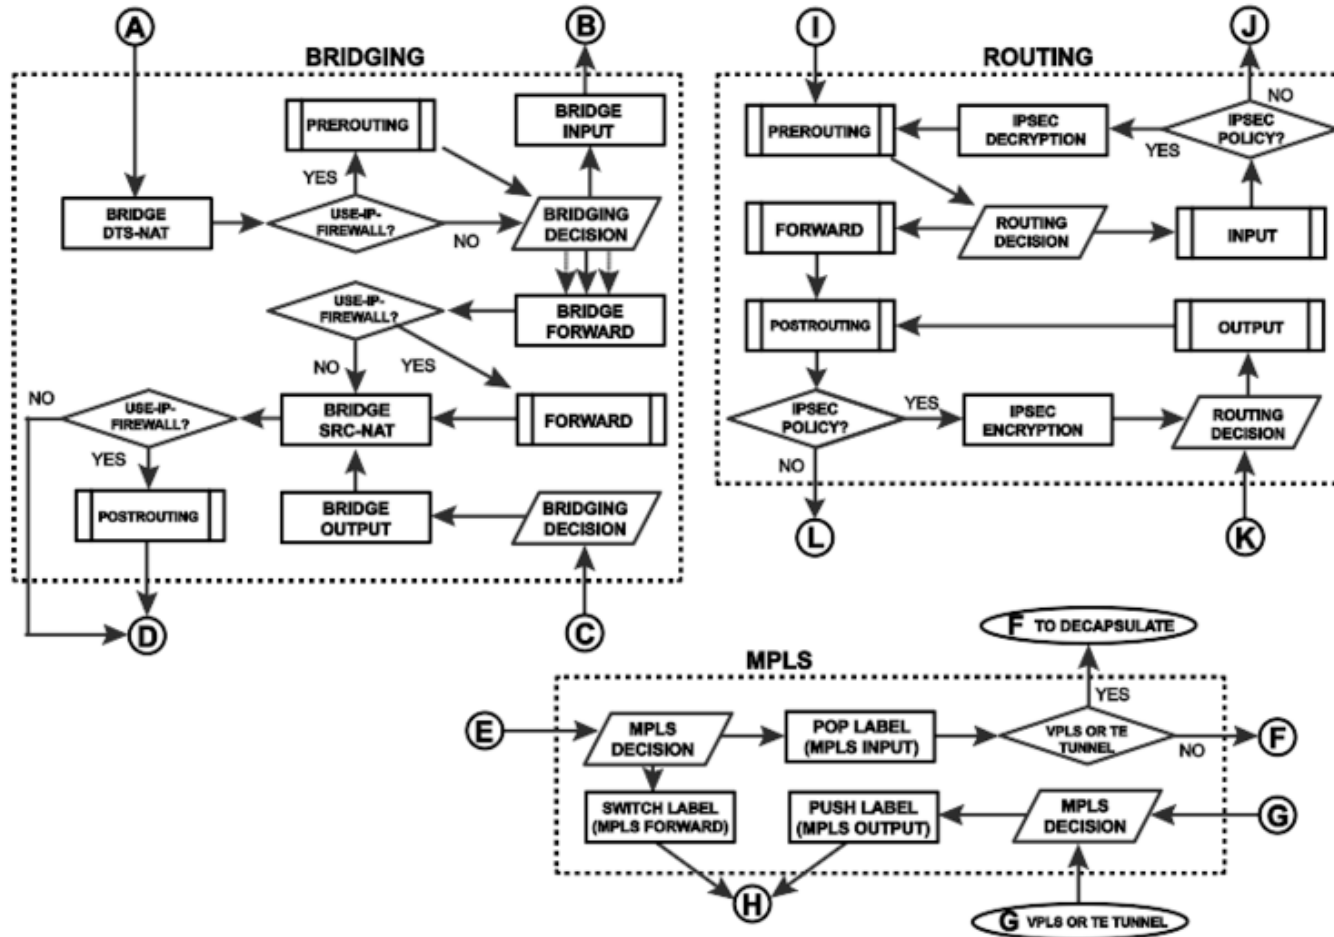 A
B
BRIDGING
PREROUTING
BRIDGE
INPUT
YES
BRIDGE
DTS-NAT
USE-IP-
FIREWALL?
NO
BRIDGING
DECISION
USE-IP-
FIREWALL?
BRIDGE
FORWARD
NO
YES
NO
USE-IP-
FIREWALL?
BRIDGE
SRC-NAT
FORWARD
YES
POSTROUTING
BRIDGE
OUTPUT
BRIDGING
DECISION
D
C
I
J
ROUTING
NO
PREROUTING
IPSEC
DECRYPTION
IPSEC
POLICY?
YES
FORWARD
ROUTING
DECISION
INPUT
POSTROUTING
OUTPUT
IPSEC
POLICY?
YES
IPSEC
ENCRYPTION
ROUTING
DECISION
NO
L
K
F TO DECAPSULATE
MPLS
YES
E
MPLS
DECISION
POP LABEL
(MPLS INPUT)
VPLS OR TE
TUNNEL
NO
F
SWITCH LABEL
(MPLS FORWARD)
PUSH LABEL
(MPLS OUTPUT)
MPLS
DECISION
G
H
G VPLS OR TE TUNNEL